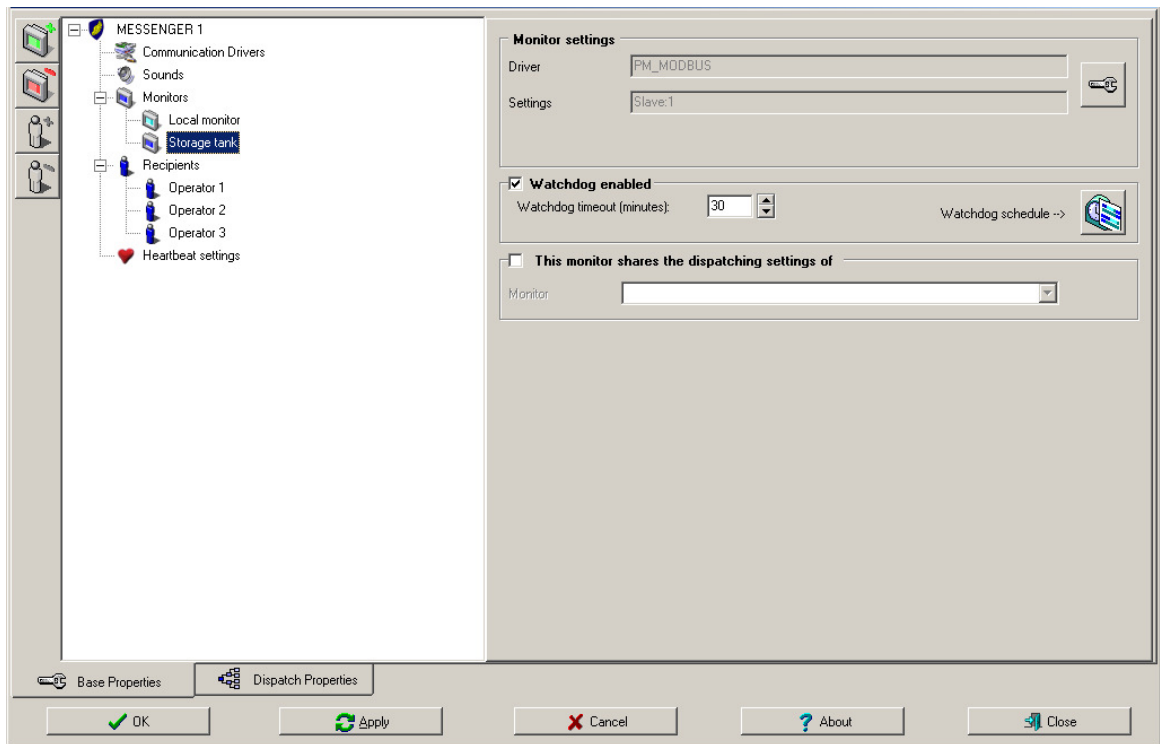 MESSENGER 1
Communication Drivers
Sounds
Monitors
Local monitor
Storage tank
Recipients
Operator 1
Operator 2
Operator 3
Heartbeat settings
Monitor settings
Driver PM_MODBUS
Settings Slave:1
Watchdog enabled
Watchdog timeout (minutes): 30 Watchdog schedule -->
This monitor shares the dispatching settings of
Monitor
Base Properties Dispatch Properties
OK Apply Cancel About Close